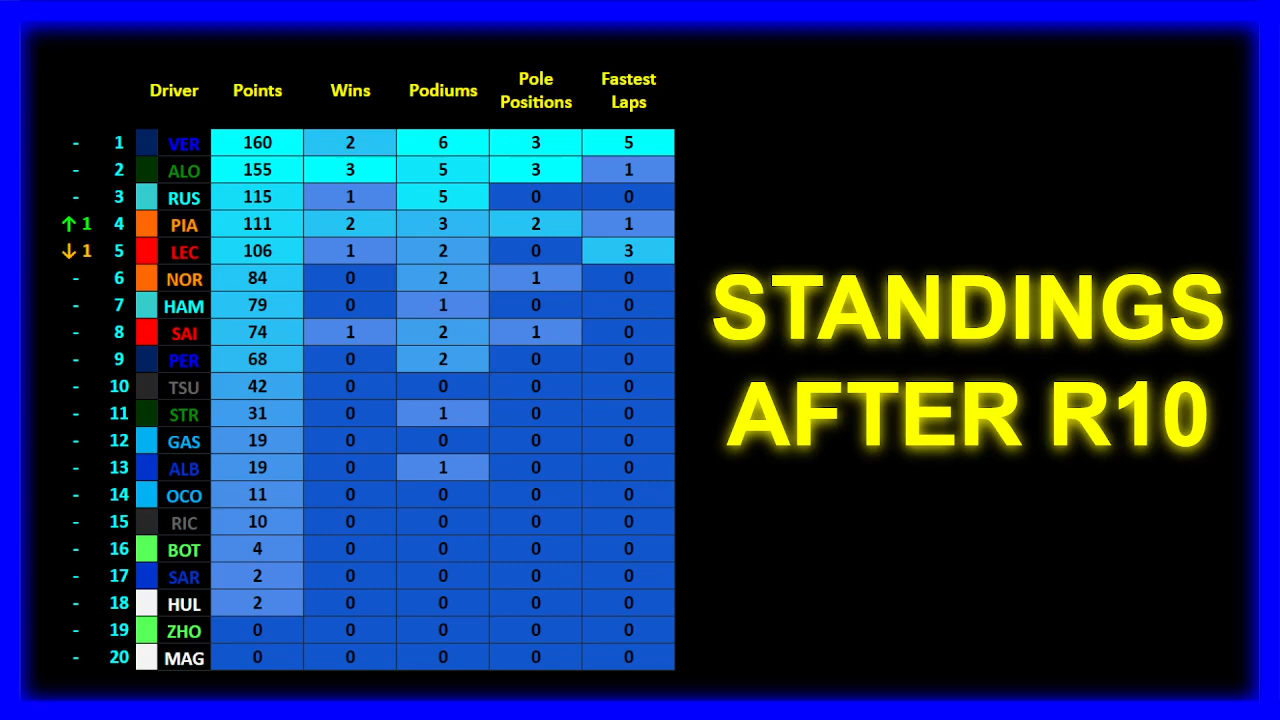 Driver Points Wins Podiums Pole Positions Fastest Laps
- 1 VER 160 2 6 3 5
- 2 ALO 155 3 5 3 1
- 3 RUS 115 1 5 0 0
↑ 1 4 PIA 111 2 3 2 1
↓ 1 5 LEC 106 1 2 0 3
- 6 NOR 84 0 2 1 0
- 7 HAM 79 0 1 0 0
- 8 SAI 74 1 2 1 0
- 9 PER 68 0 2 0 0
- 10 TSU 42 0 0 0 0
- 11 STR 31 0 1 0 0
- 12 GAS 19 0 0 0 0
- 13 ALB 19 0 1 0 0
- 14 OCO 11 0 0 0 0
- 15 RIC 10 0 0 0 0
- 16 BOT 4 0 0 0 0
- 17 SAR 2 0 0 0 0
- 18 HUL 2 0 0 0 0
- 19 ZHO 0 0 0 0 0
- 20 MAG 0 0 0 0 0
STANDINGS
AFTER R10